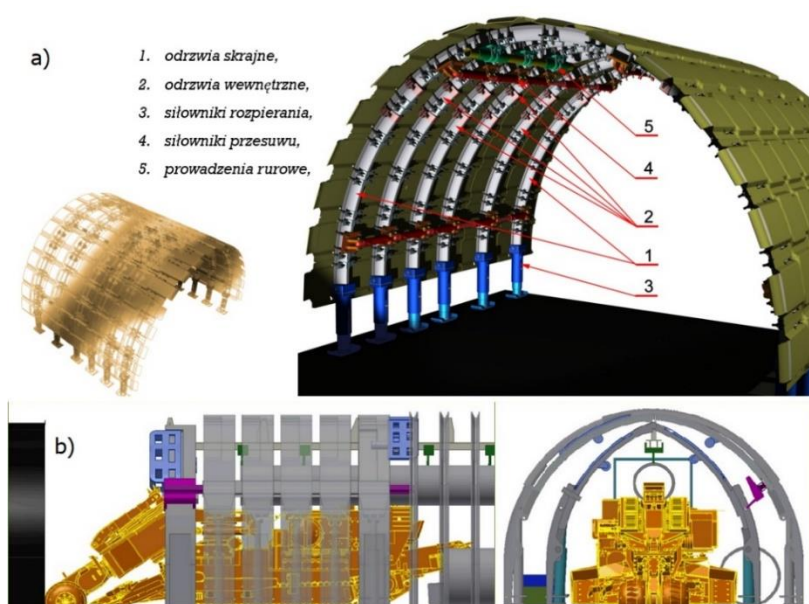 a)
1. odrzwia skrajne,
2. odrzwia wewnętrzne,
3. siłowniki rozpierania,
4. siłowniki przesuwu,
5. prowadzenia rurowe,
5
4
2
1
3
b)